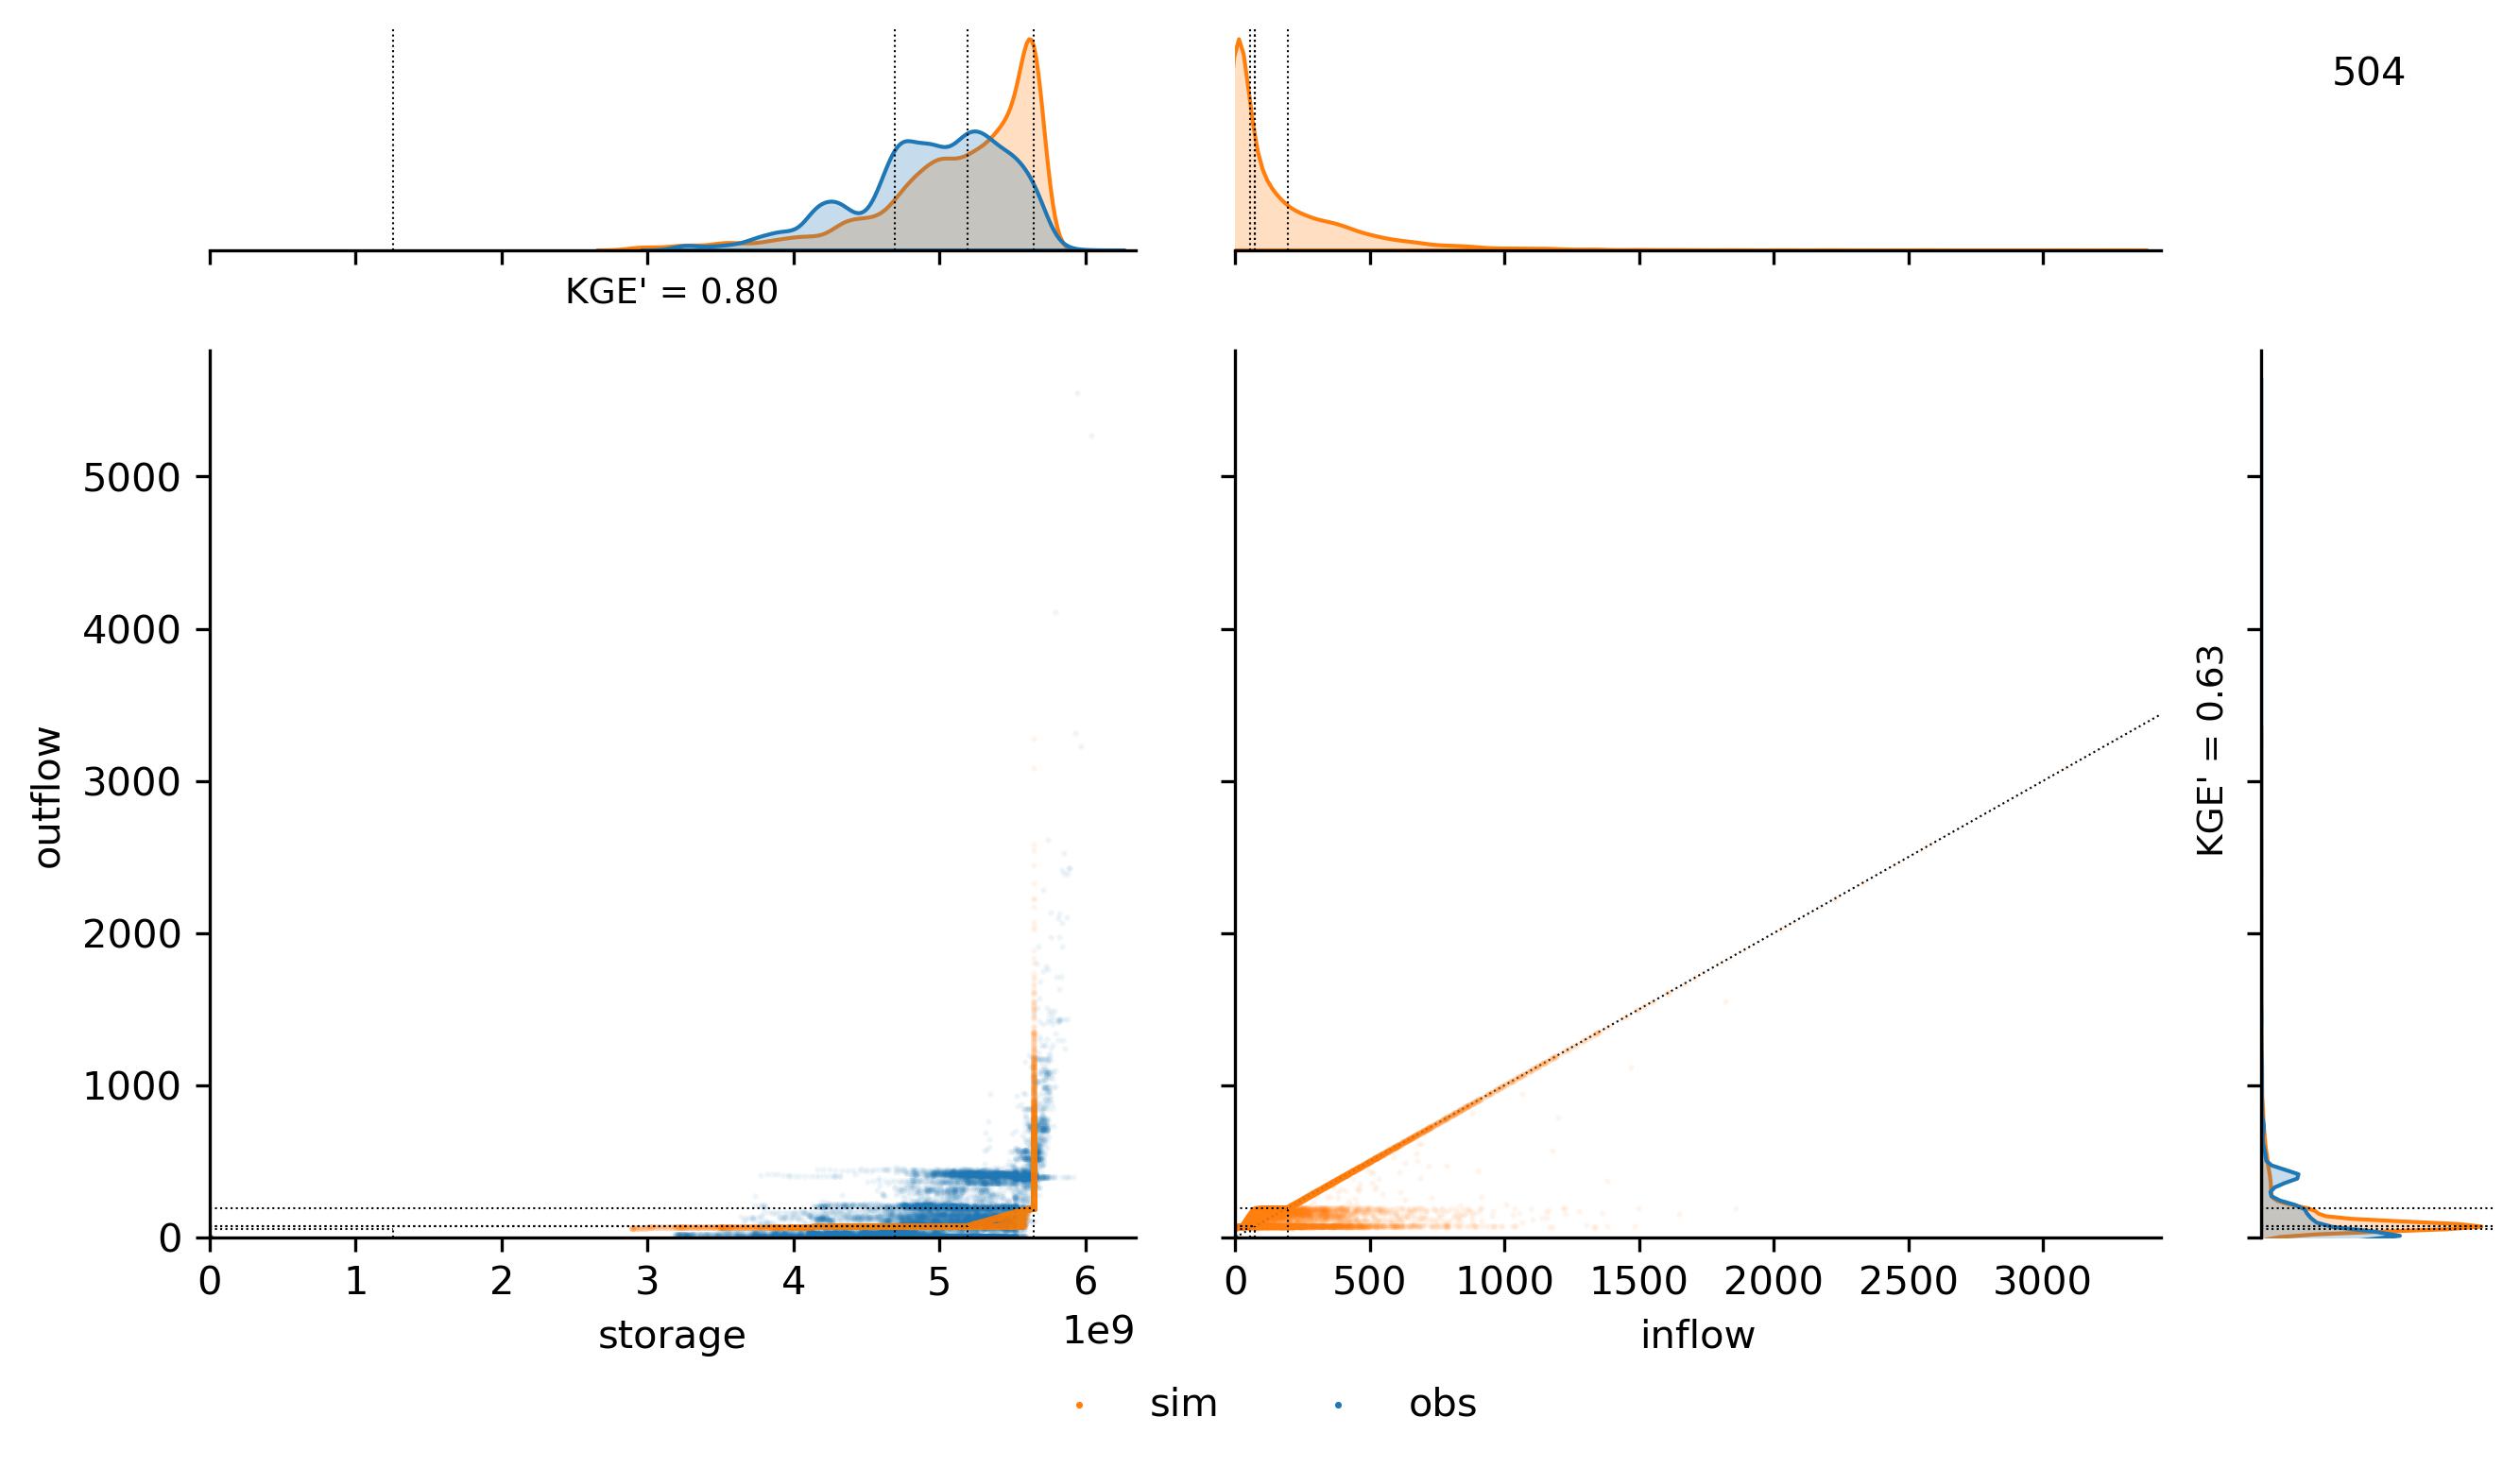 504
KGE' = 0.80
outflow
5000
4000
3000
2000
1000
0
KGE' = 0.63
0 1 2 3 4 5 6
1e9
storage
0 500 1000 1500 2000 2500 3000
inflow
sim obs